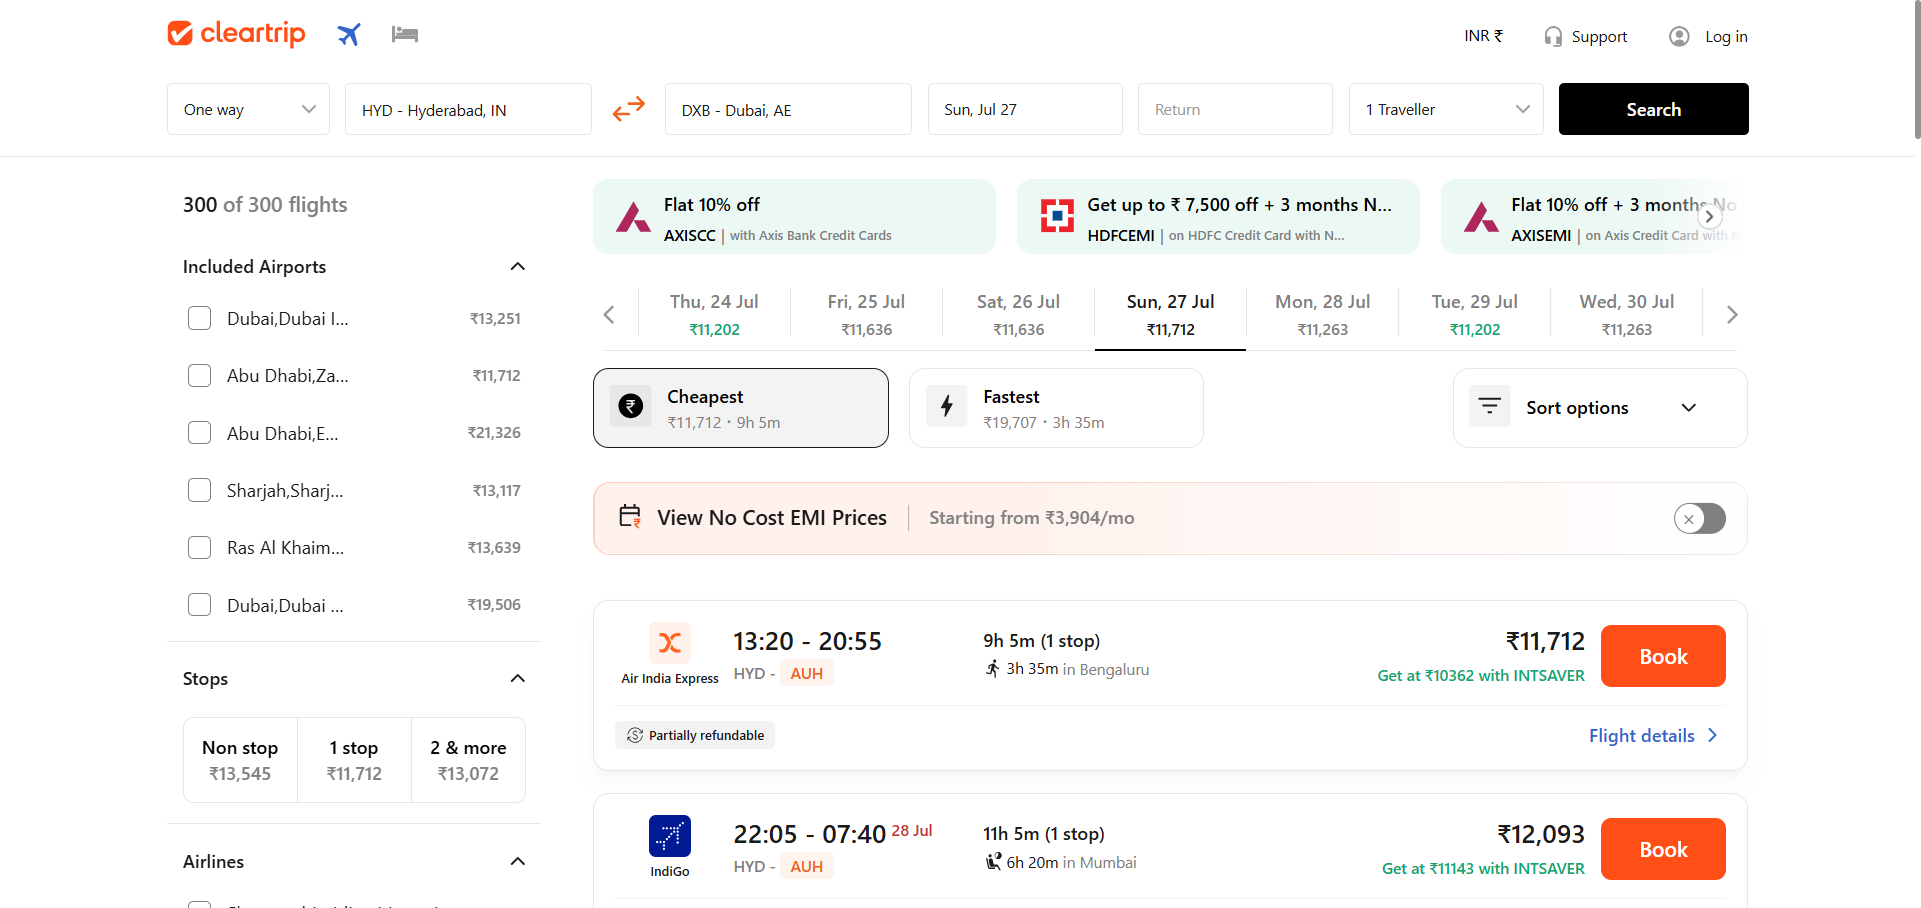 cleartrip
INR ₹
Support
Log in
One way
HYD - Hyderabad, IN
DXB - Dubai, AE
Sun, Jul 27
Return
1 Traveller
Search
300 of 300 flights
Included Airports
Dubai,Dubai I... ₹13,251
Abu Dhabi,Za... ₹11,712
Abu Dhabi,E... ₹21,326
Sharjah,Sharj... ₹13,117
Ras Al Khaim... ₹13,639
Dubai,Dubai ... ₹19,506
Stops
Non stop
₹13,545
1 stop
₹11,712
2 & more
₹13,072
Airlines
Flat 10% off
AXISCC | with Axis Bank Credit Cards
Get up to ₹ 7,500 off + 3 months N...
HDFCEMI | on HDFC Credit Card with N...
Flat 10% off + 3 months No
AXISEMI | on Axis Credit Card with N
Thu, 24 Jul
₹11,202
Fri, 25 Jul
₹11,636
Sat, 26 Jul
₹11,636
Sun, 27 Jul
₹11,712
Mon, 28 Jul
₹11,263
Tue, 29 Jul
₹11,202
Wed, 30 Jul
₹11,263
Cheapest
₹11,712 · 9h 5m
Fastest
₹19,707 · 3h 35m
Sort options
View No Cost EMI Prices | Starting from ₹3,904/mo
Air India Express
13:20 - 20:55
HYD - AUH
9h 5m (1 stop)
3h 35m in Bengaluru
₹11,712
Get at ₹10362 with INTSAVER
Book
Partially refundable
Flight details
IndiGo
22:05 - 07:40 28 Jul
HYD - AUH
11h 5m (1 stop)
6h 20m in Mumbai
₹12,093
Get at ₹11143 with INTSAVER
Book